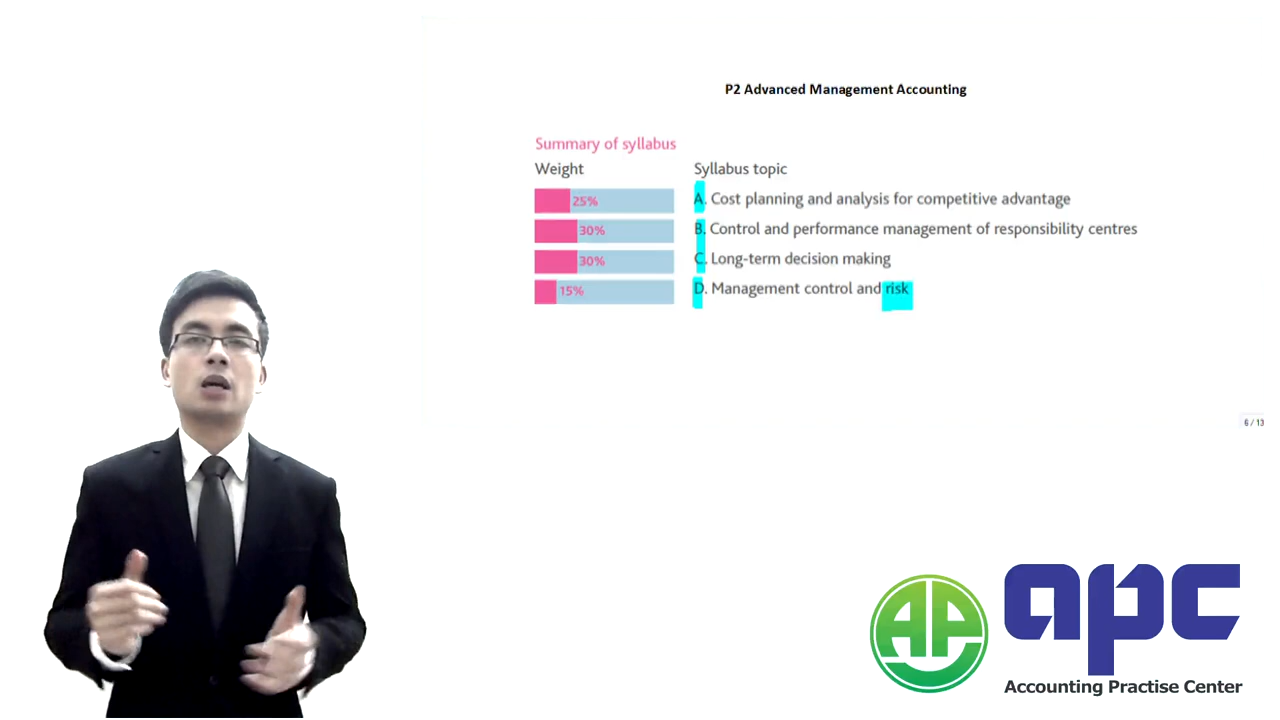 P2 Advanced Management Accounting
Summary of syllabus
Weight Syllabus topic
25% A. Cost planning and analysis for competitive advantage
30% B. Control and performance management of responsibility centres
30% C. Long-term decision making
15% D. Management control and risk
6 / 13
AP
apc
Accounting Practise Center